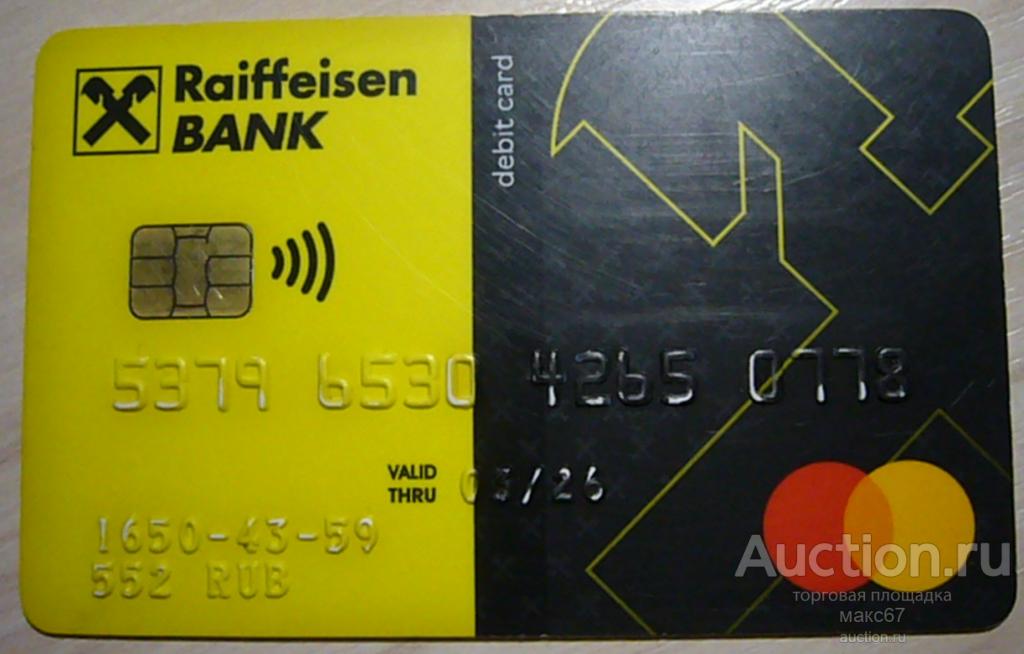 Raiffeisen
BANK
debit card
5379 6530 4265 0778
VALID
THRU
1650-43-59
552 RUB
Auction.ru
торговая площадка
макс67
auction.ru